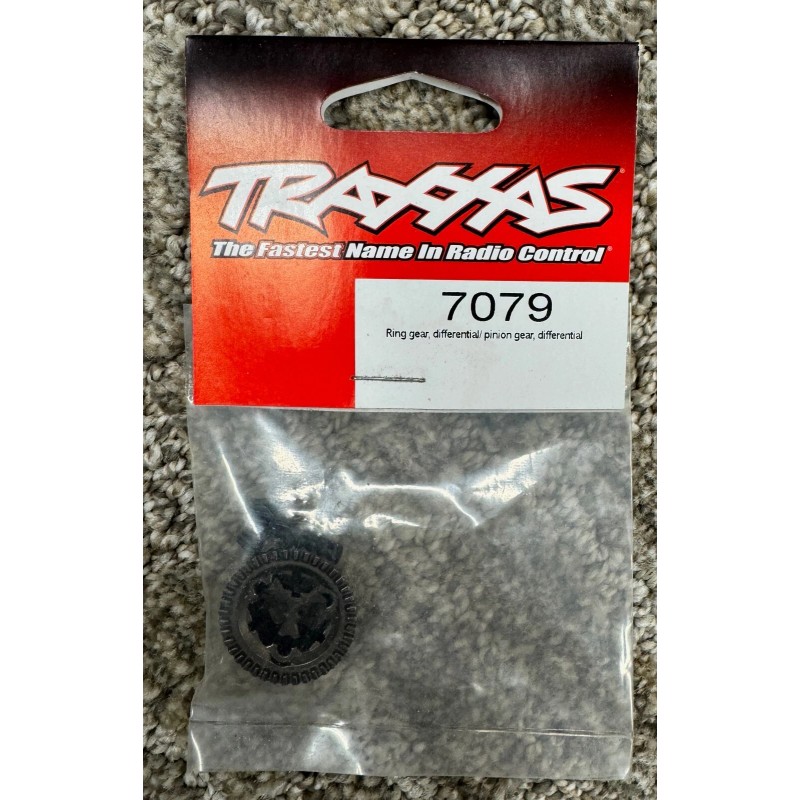 TRAXXAS®
The Fastest Name In Radio Control®
7079
Ring gear, differential/ pinion gear, differential